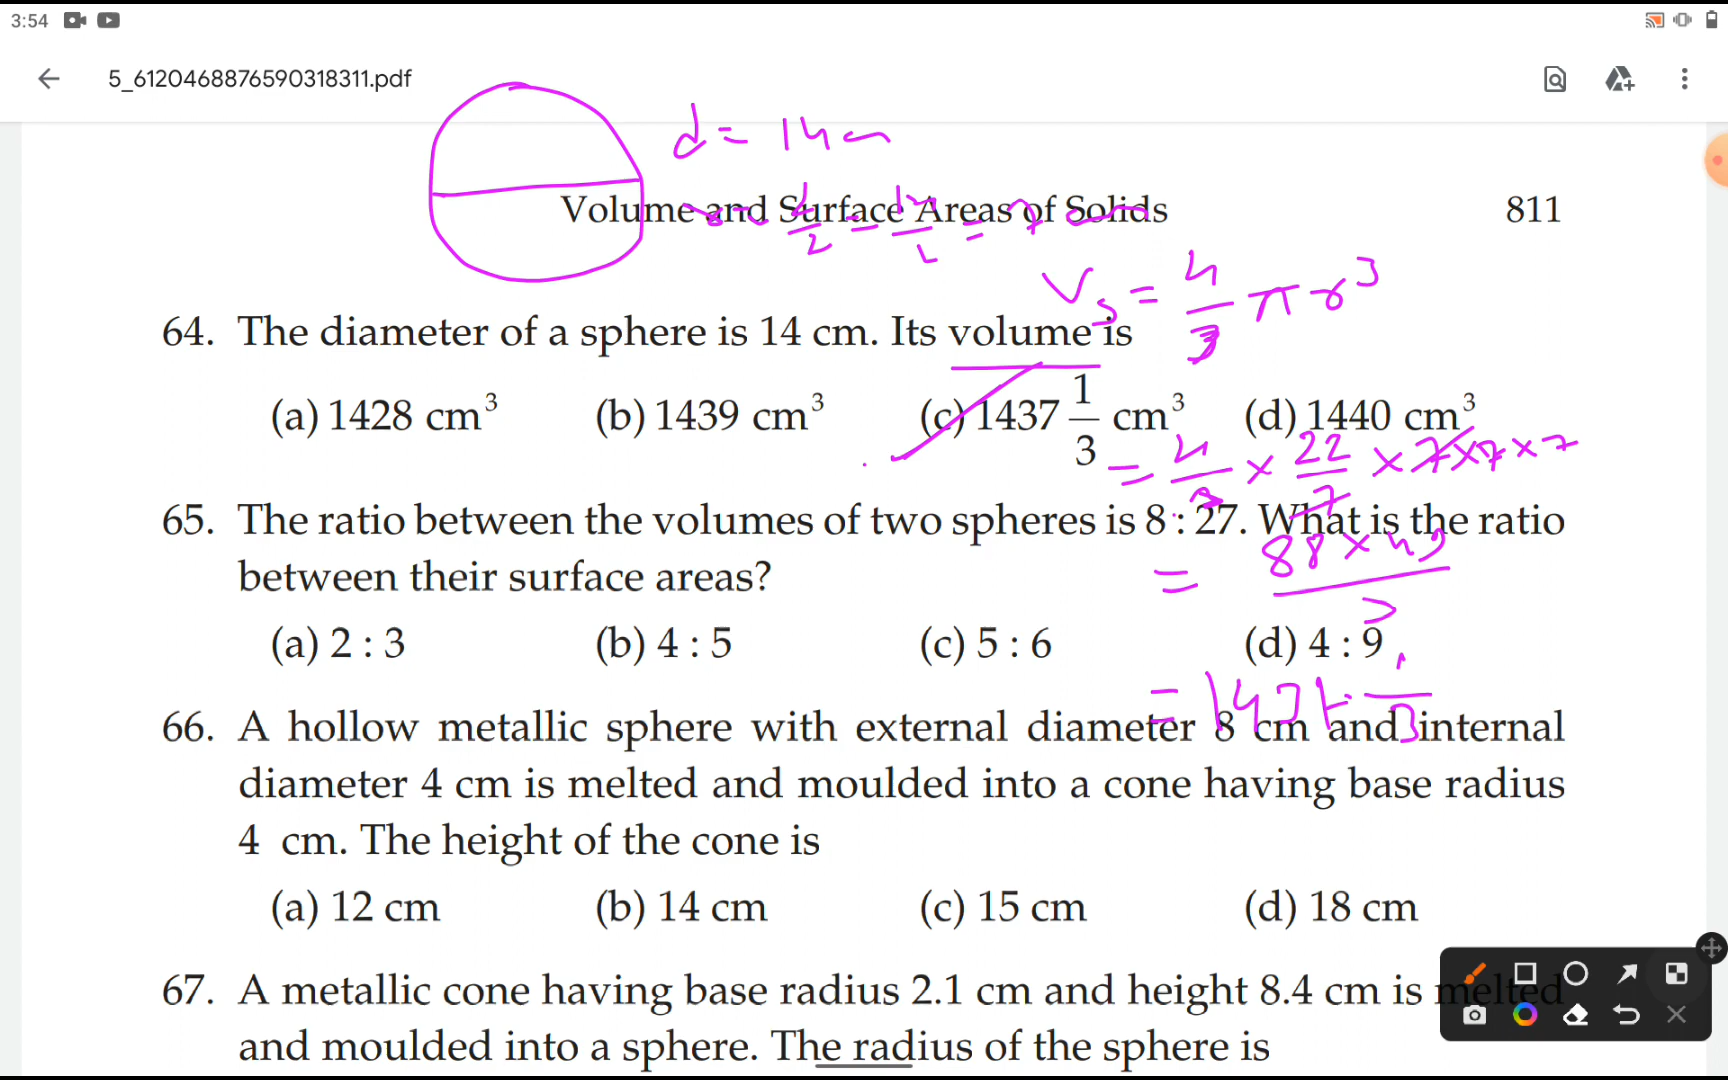 3:54
5_6120468876590318311.pdf
d = 14 cm
Volume and Surface Areas of Solids 811
r = d/2 = 14/2 = 7 cm
V_s = 4/3 π r³
64. The diameter of a sphere is 14 cm. Its volume is
(a) 1428 cm³ (b) 1439 cm³ (c) 1437 1/3 cm³ (d) 1440 cm³
= 4/3 × 22/7 × 7×7×7
65. The ratio between the volumes of two spheres is 8 : 27. What is the ratio
= 88×49/3
between their surface areas?
(a) 2 : 3 (b) 4 : 5 (c) 5 : 6 (d) 4 : 9
= 1437 1/3
66. A hollow metallic sphere with external diameter 8 cm and internal
diameter 4 cm is melted and moulded into a cone having base radius
4 cm. The height of the cone is
(a) 12 cm (b) 14 cm (c) 15 cm (d) 18 cm
67. A metallic cone having base radius 2.1 cm and height 8.4 cm is melted
and moulded into a sphere. The radius of the sphere is